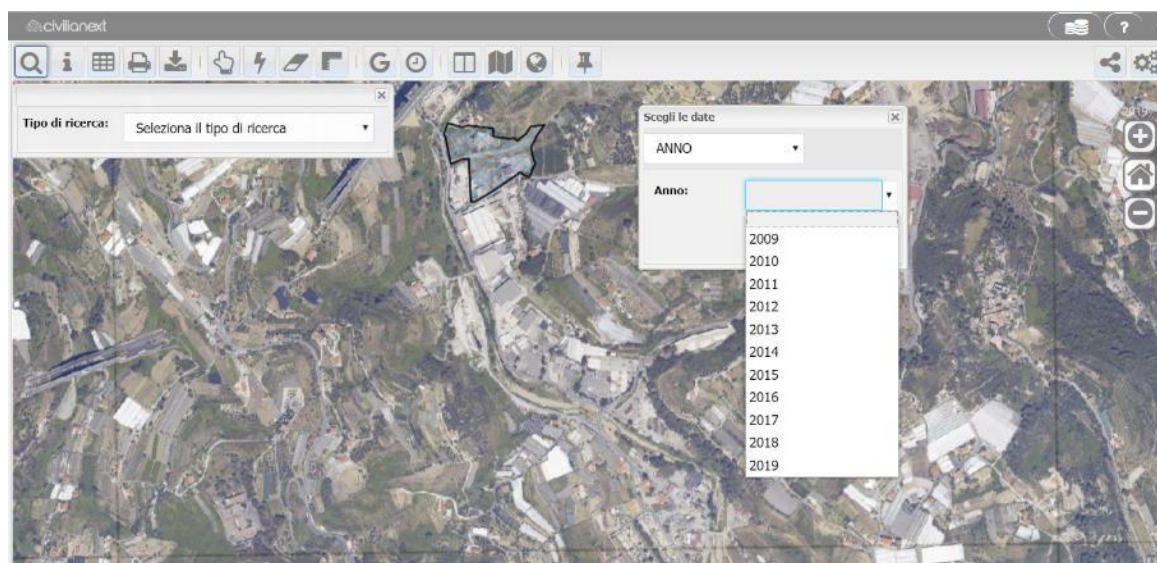 civilianext
?
i
G
Tipo di ricerca:
Seleziona il tipo di ricerca
Scegli le date
ANNO
Anno:
2009
2010
2011
2012
2013
2014
2015
2016
2017
2018
2019
2019